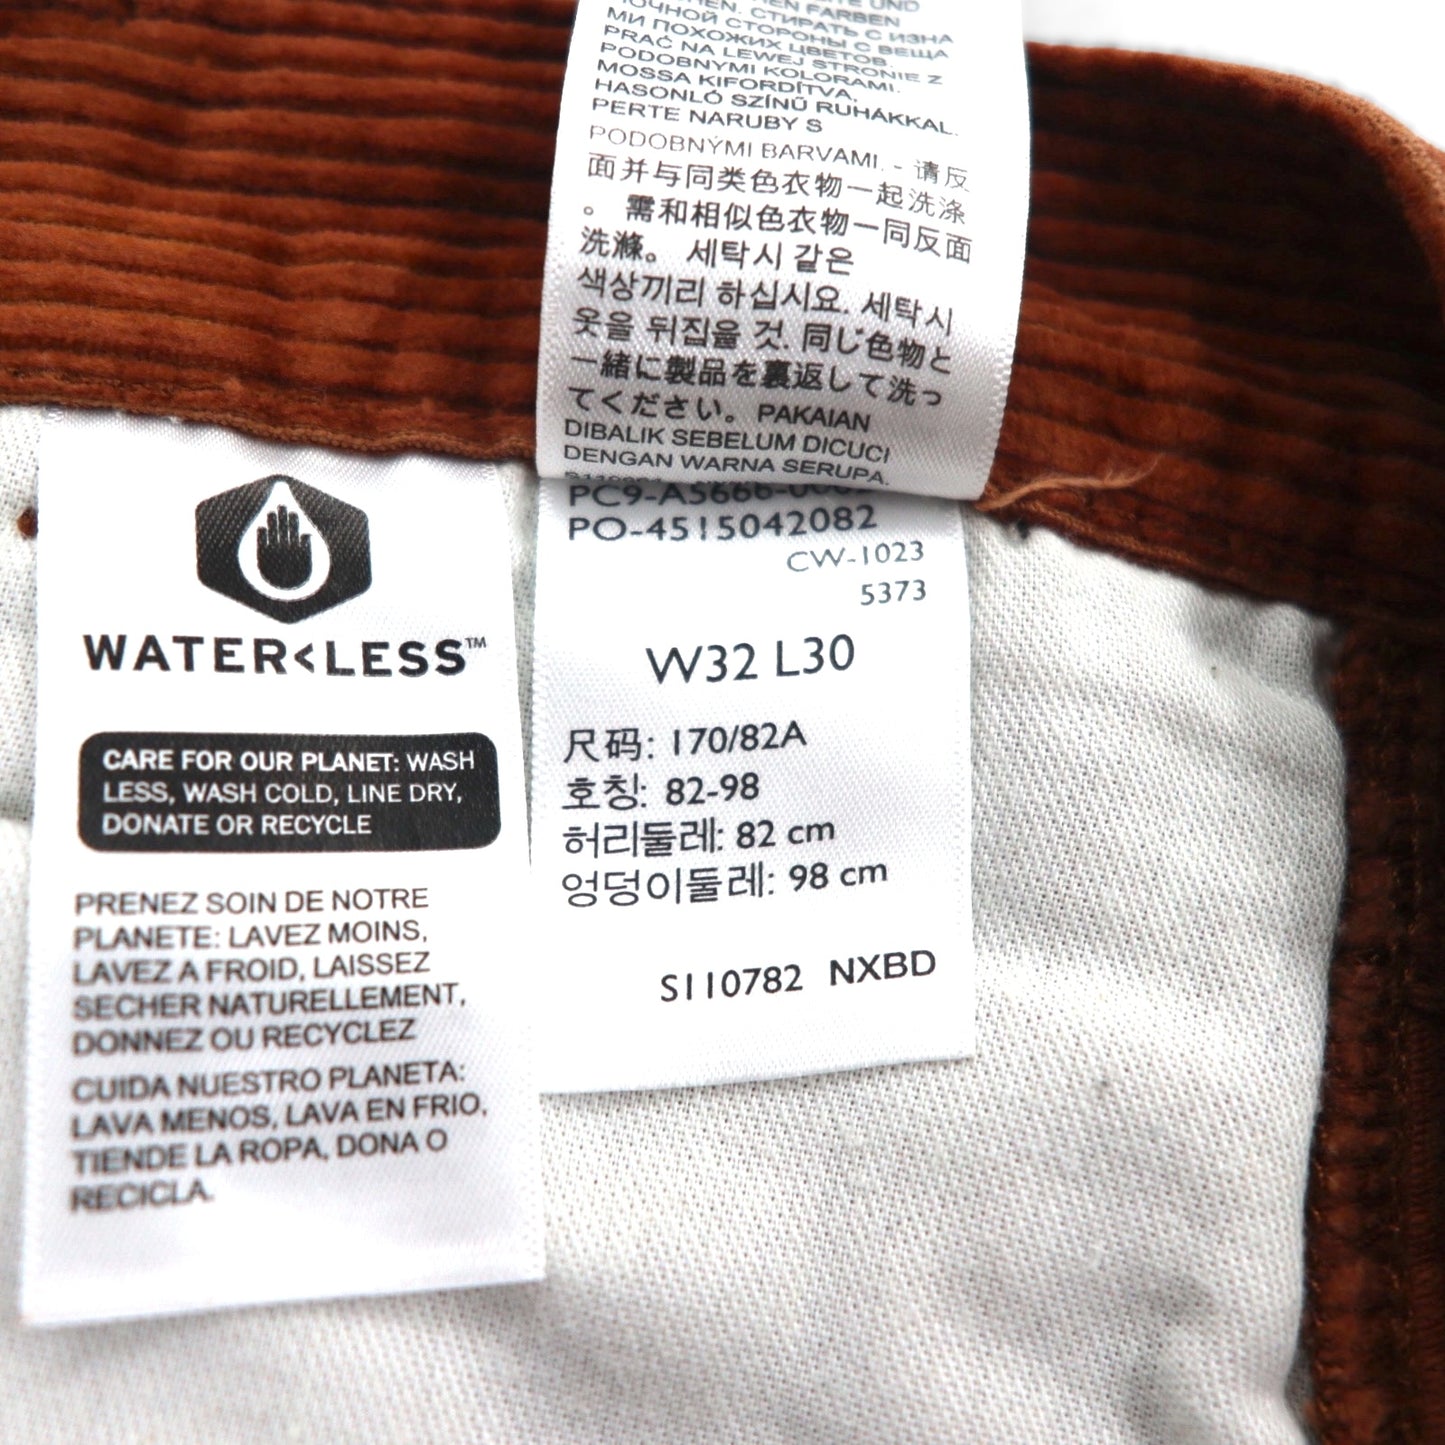 UND
FARBEN
ТОЧНОЙ СТОРОНЫ С ВЕЩА
МИ ПОХОЖИХ ЦВЕТОВ.
PRAĆ NA LEWEJ STRONIE Z
PODOBNYMI KOLORAMI.
MOSSA KIFORDÍTVA,
HASONLÓ SZÍNŰ RUHÁKKAL.
PERTE NARUBY S
PODOBNÝMI BARVAMI. - 请反
面并与同类色衣物一起洗涤
。 需和相似色衣物一同反面
洗滌。 세탁시 같은
색상끼리 하십시요. 세탁시
옷을 뒤집을 것. 同じ色物と
一緒に製品を裏返して洗っ
てください。 PAKAIAN
DIBALIK SEBELUM DICUCI
DENGAN WARNA SERUPA.
PO-4515042082
CW-1023
5373
W32 L30
尺码: 170/82A
호칭: 82-98
허리둘레: 82 cm
엉덩이둘레: 98 cm
S110782 NXBD
WATER<LESS™
CARE FOR OUR PLANET: WASH
LESS, WASH COLD, LINE DRY,
DONATE OR RECYCLE
PRENEZ SOIN DE NOTRE
PLANETE: LAVEZ MOINS,
LAVEZ A FROID, LAISSEZ
SECHER NATURELLEMENT,
DONNEZ OU RECYCLEZ
CUIDA NUESTRO PLANETA:
LAVA MENOS, LAVA EN FRIO,
TIENDE LA ROPA, DONA O
RECICLA.